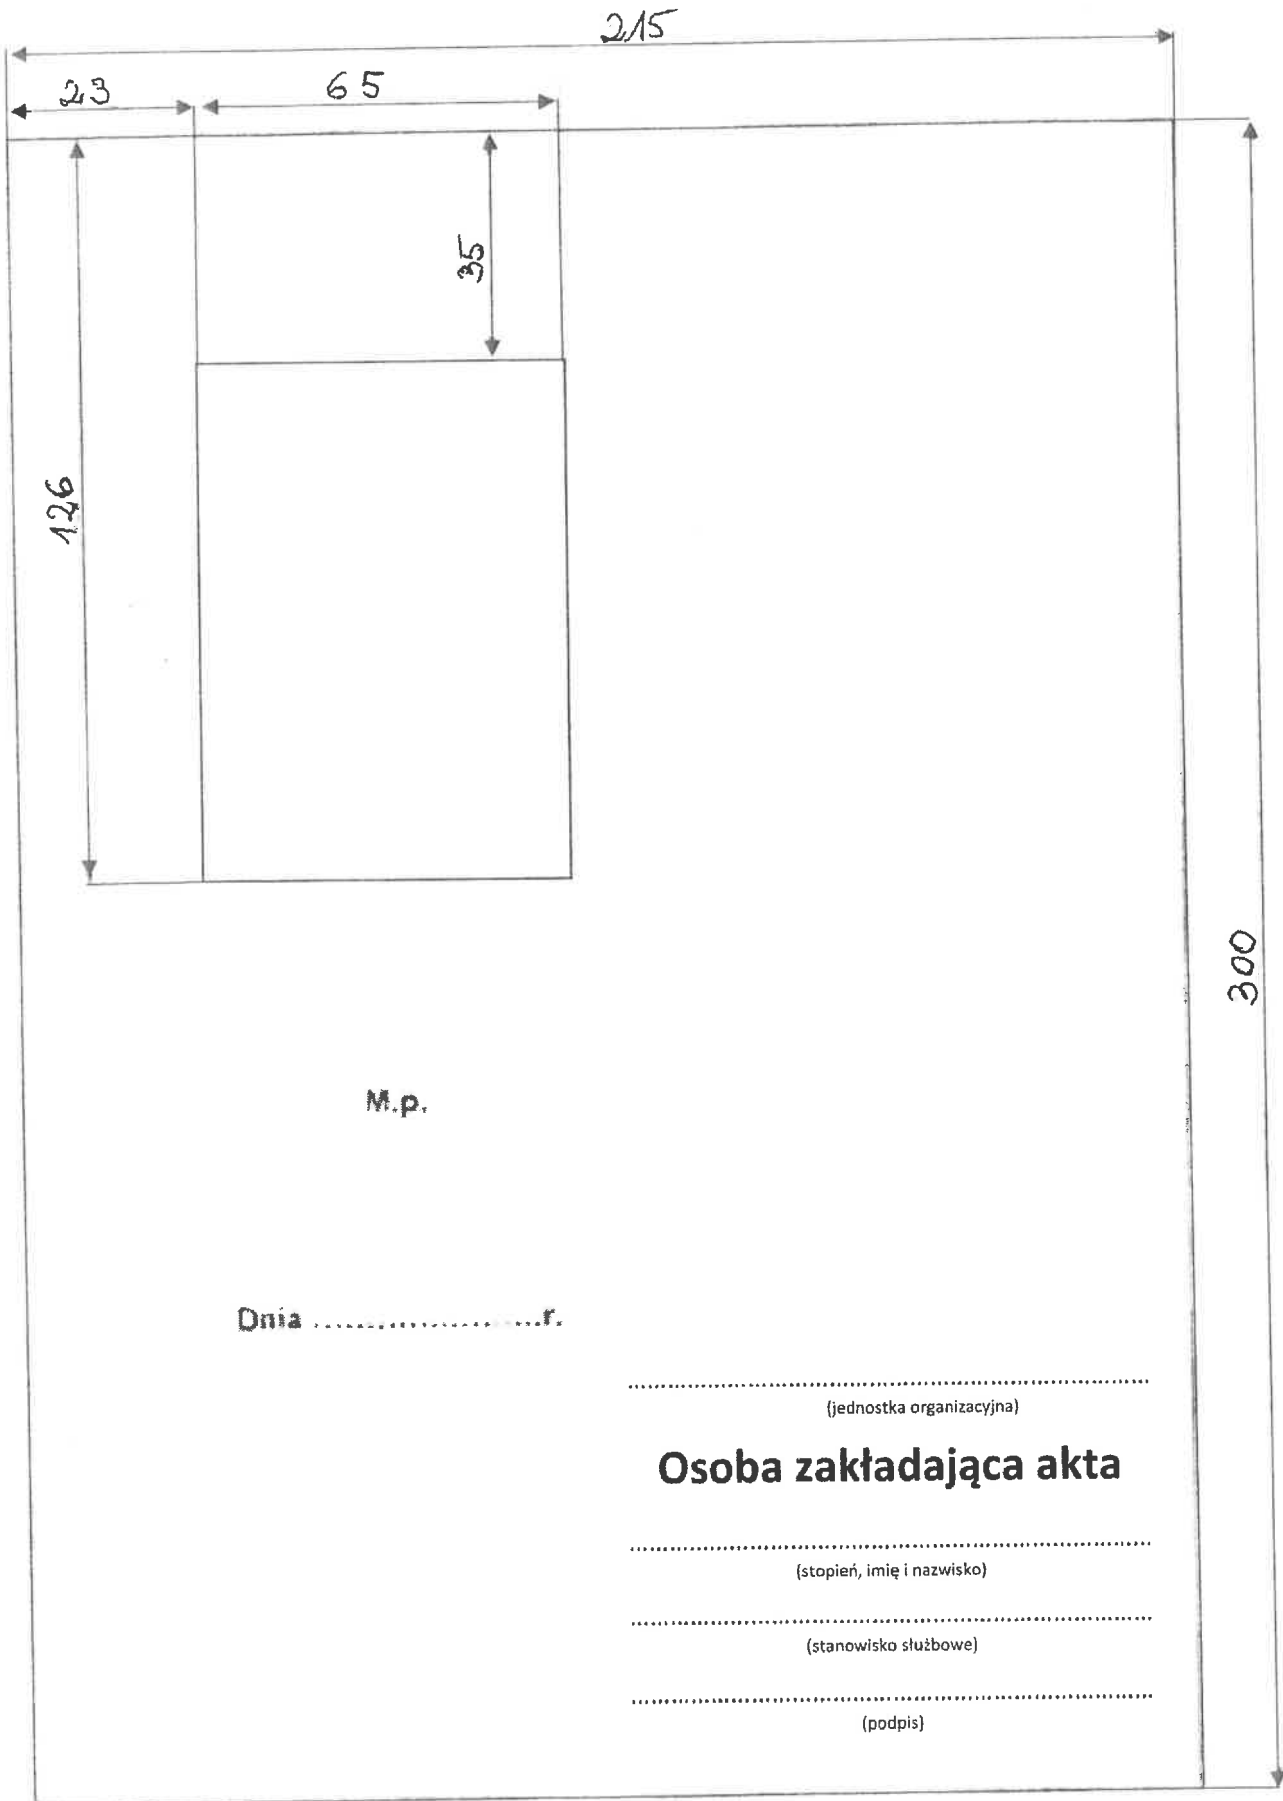 215
23
65
35
126
300
M.p.
Dnia ........................r.
(jednostka organizacyjna)
Osoba zakładająca akta
(stopień, imię i nazwisko)
(stanowisko służbowe)
(podpis)